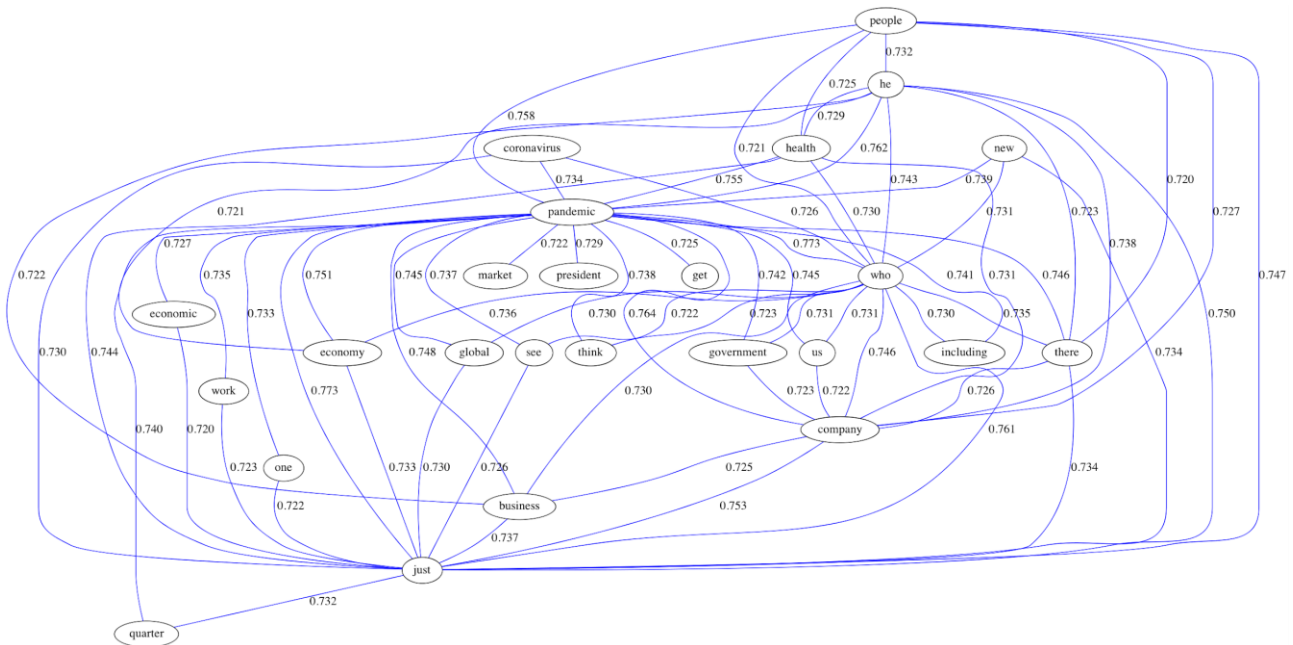 people
0.732
he
0.725
0.729
0.758
coronavirus
health
new
0.721
0.762
0.734
0.755
0.743
0.739
0.720
pandemic
0.721
0.726
0.730
0.731
0.723
0.727
0.727
0.722
0.729
0.725
0.773
0.738
0.722
0.735
0.751
0.745
0.737
market
president
0.738
get
0.742
0.745
who
0.741
0.731
0.746
0.747
economic
0.733
0.736
0.730
0.764
0.722
0.723
0.731
0.731
0.730
0.735
0.750
0.730
0.744
economy
0.748
global
see
think
government
us
0.746
including
there
0.734
work
0.773
0.730
0.723
0.722
0.726
0.740
0.720
company
0.761
0.723
one
0.733
0.730
0.726
0.725
0.734
0.722
business
0.753
0.737
just
0.732
quarter